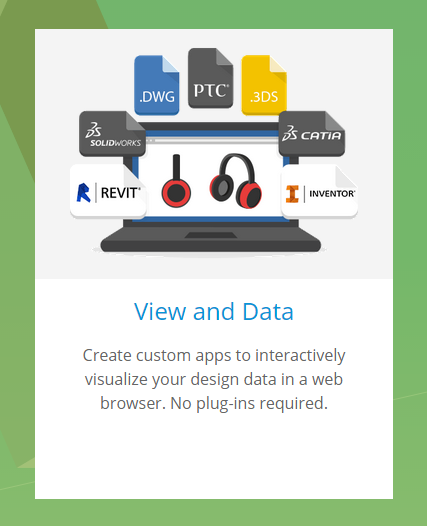 .DWG
PTC®
.3DS
SOLIDWORKS
CATIA
REVIT®
INVENTOR®
View and Data
Create custom apps to interactively
visualize your design data in a web
browser. No plug-ins required.